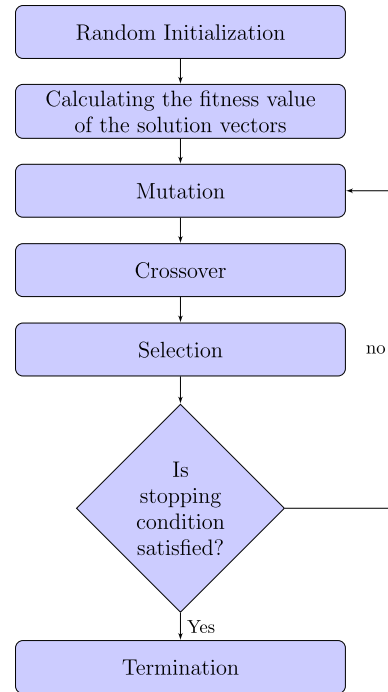 Random Initialization
Calculating the fitness value
of the solution vectors
Mutation
Crossover
Selection
no
Is
stopping
condition
satisfied?
Yes
Termination